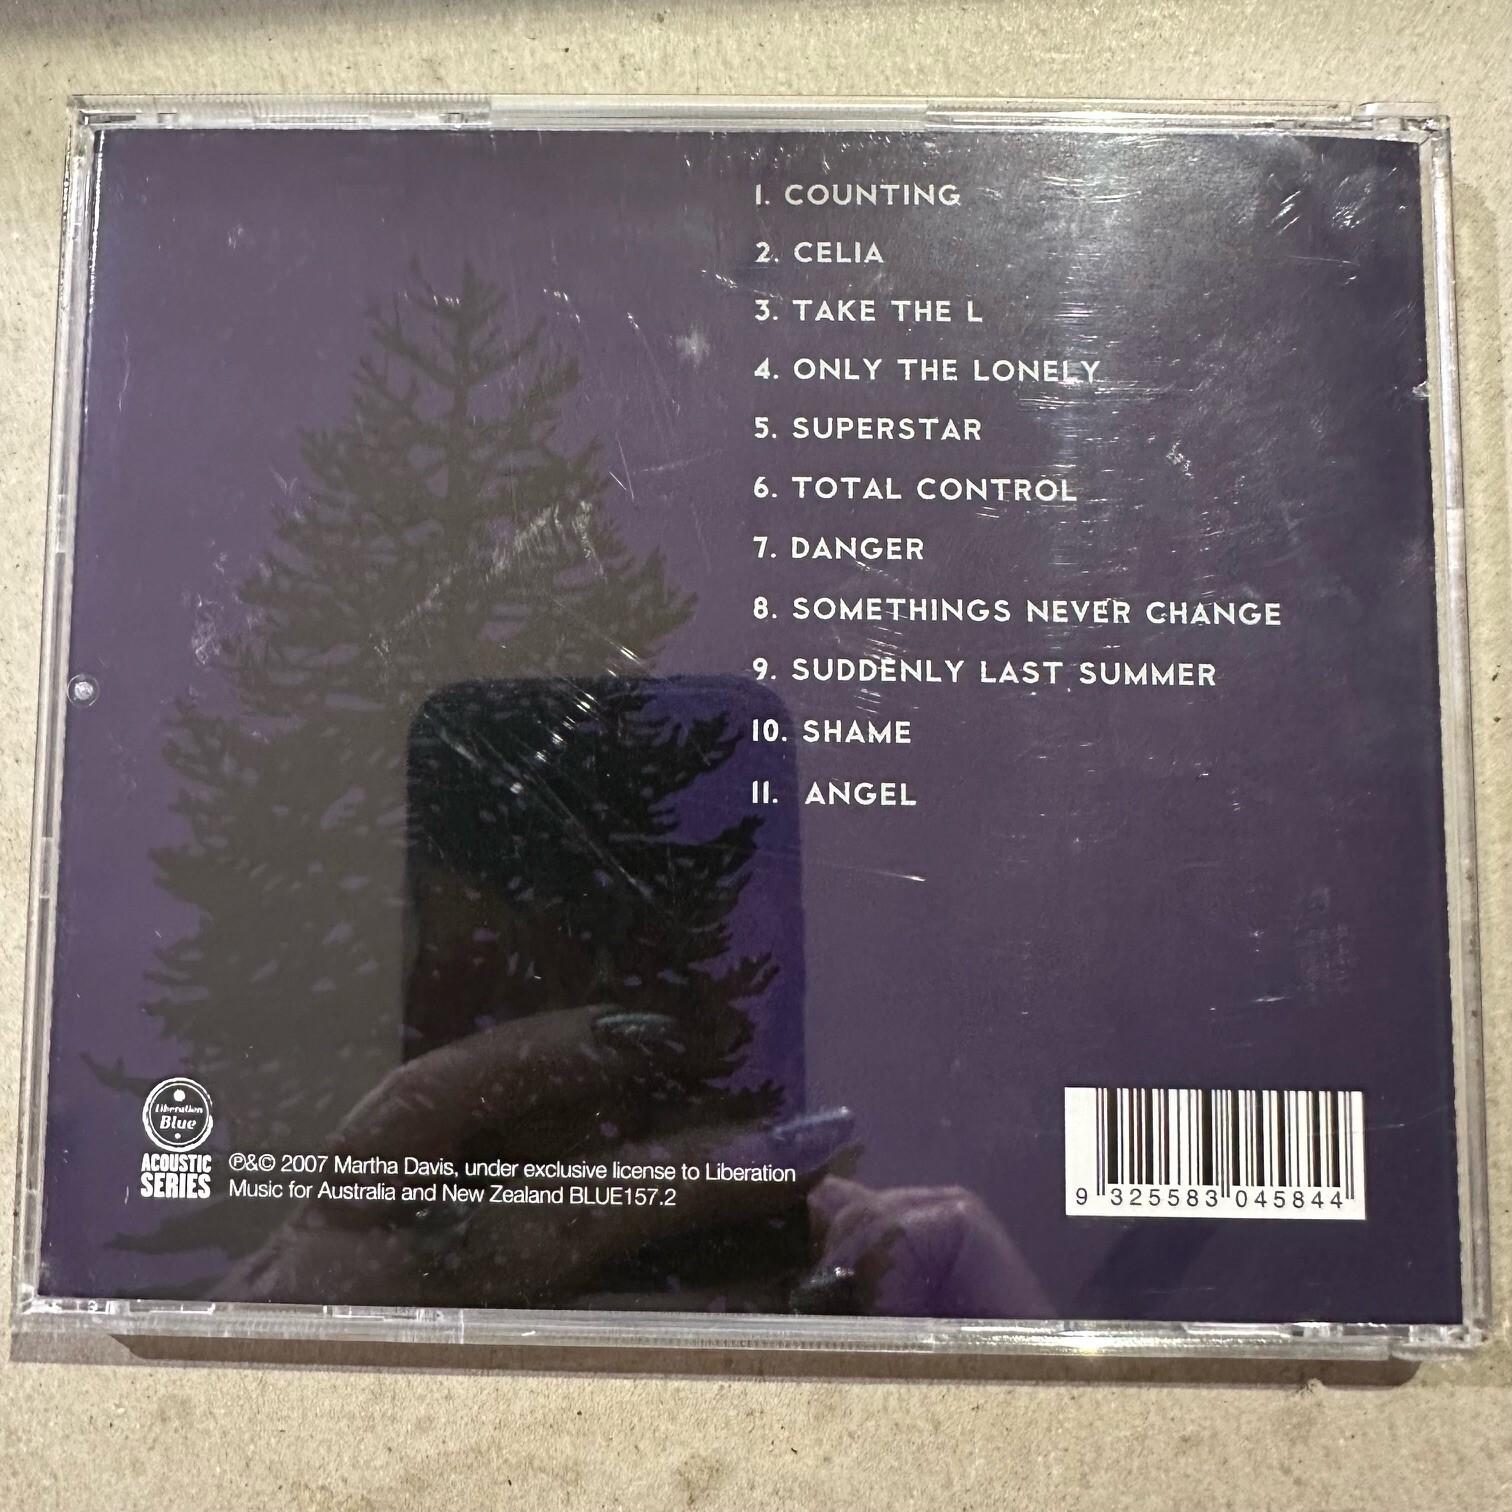 1. COUNTING
2. CELIA
3. TAKE THE L
4. ONLY THE LONELY
5. SUPERSTAR
6. TOTAL CONTROL
7. DANGER
8. SOMETHINGS NEVER CHANGE
9. SUDDENLY LAST SUMMER
10. SHAME
11. ANGEL
Liberation
Blue
ACOUSTIC
SERIES
℗&© 2007 Martha Davis, under exclusive license to Liberation
Music for Australia and New Zealand BLUE157.2
9 325583 045844